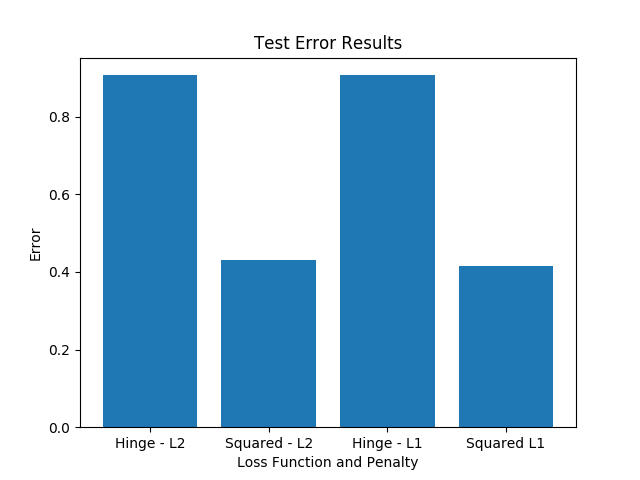 Test Error Results
Error
0.8
0.6
0.4
0.2
0.0
Hinge - L2
Squared - L2
Hinge - L1
Squared L1
Loss Function and Penalty